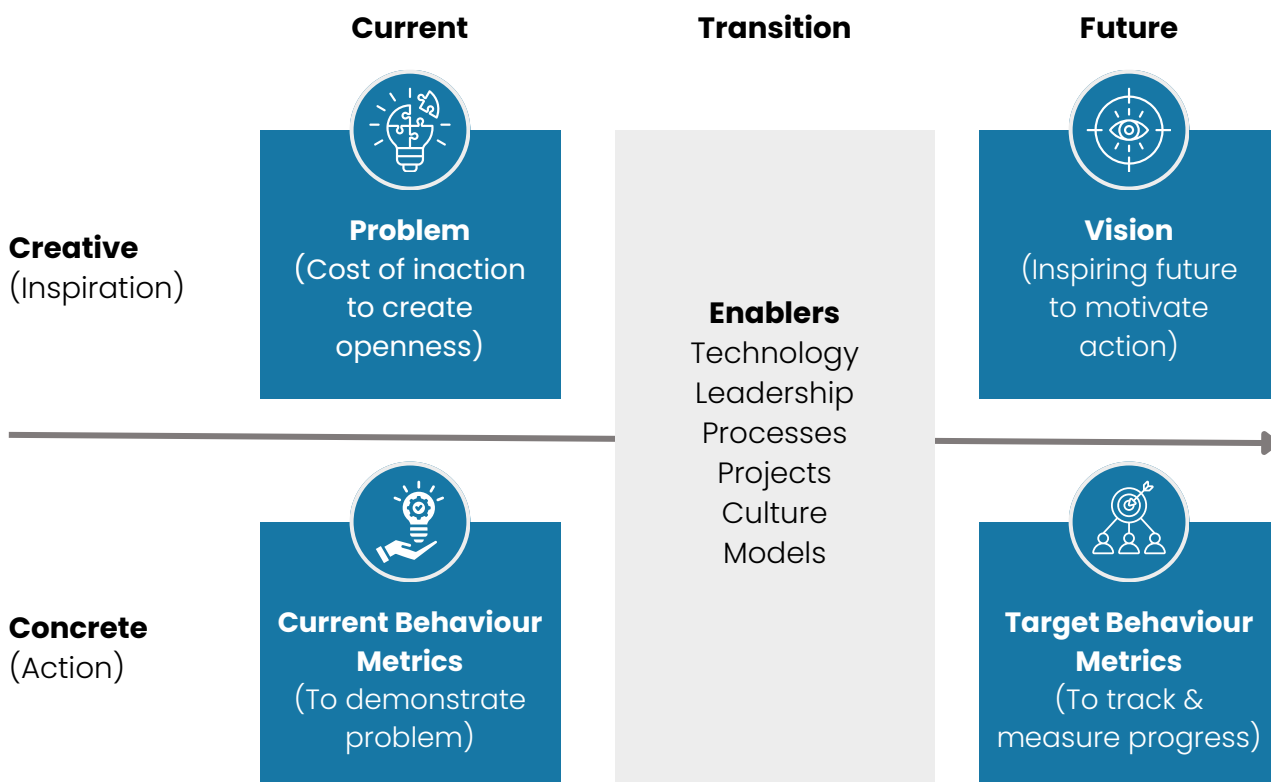 Current
Transition
Future
Creative
(Inspiration)
Problem
(Cost of inaction
to create
openness)
Enablers
Technology
Leadership
Processes
Projects
Culture
Models
Vision
(Inspiring future
to motivate
action)
Concrete
(Action)
Current Behaviour
Metrics
(To demonstrate
problem)
Target Behaviour
Metrics
(To track &
measure progress)